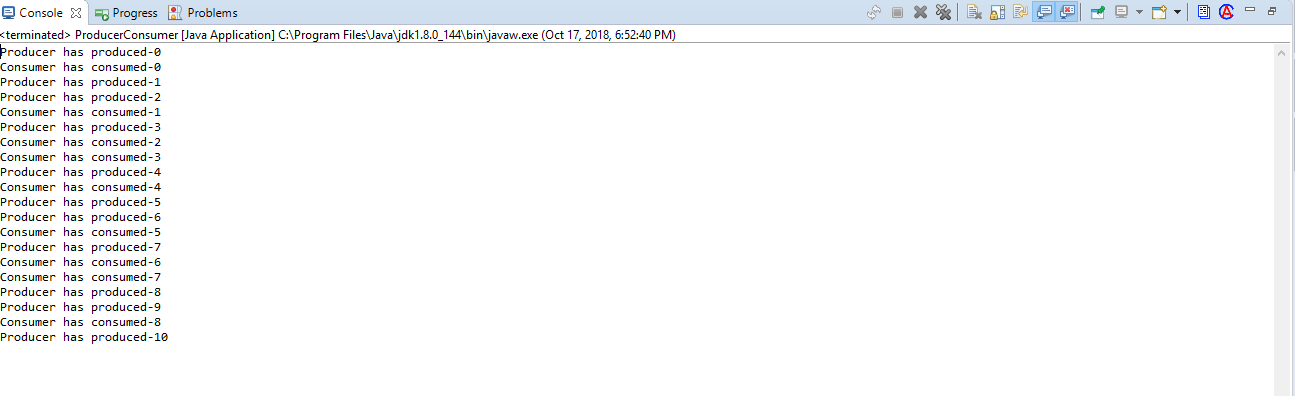 Console Progress Problems
<terminated> ProducerConsumer [Java Application] C:\Program Files\Java\jdk1.8.0_144\bin\javaw.exe (Oct 17, 2018, 6:52:40 PM)
Producer has produced-0
Consumer has consumed-0
Producer has produced-1
Producer has produced-2
Consumer has consumed-1
Producer has produced-3
Consumer has consumed-2
Consumer has consumed-3
Producer has produced-4
Consumer has consumed-4
Producer has produced-5
Producer has produced-6
Consumer has consumed-5
Producer has produced-7
Consumer has consumed-6
Consumer has consumed-7
Producer has produced-8
Producer has produced-9
Consumer has consumed-8
Producer has produced-10